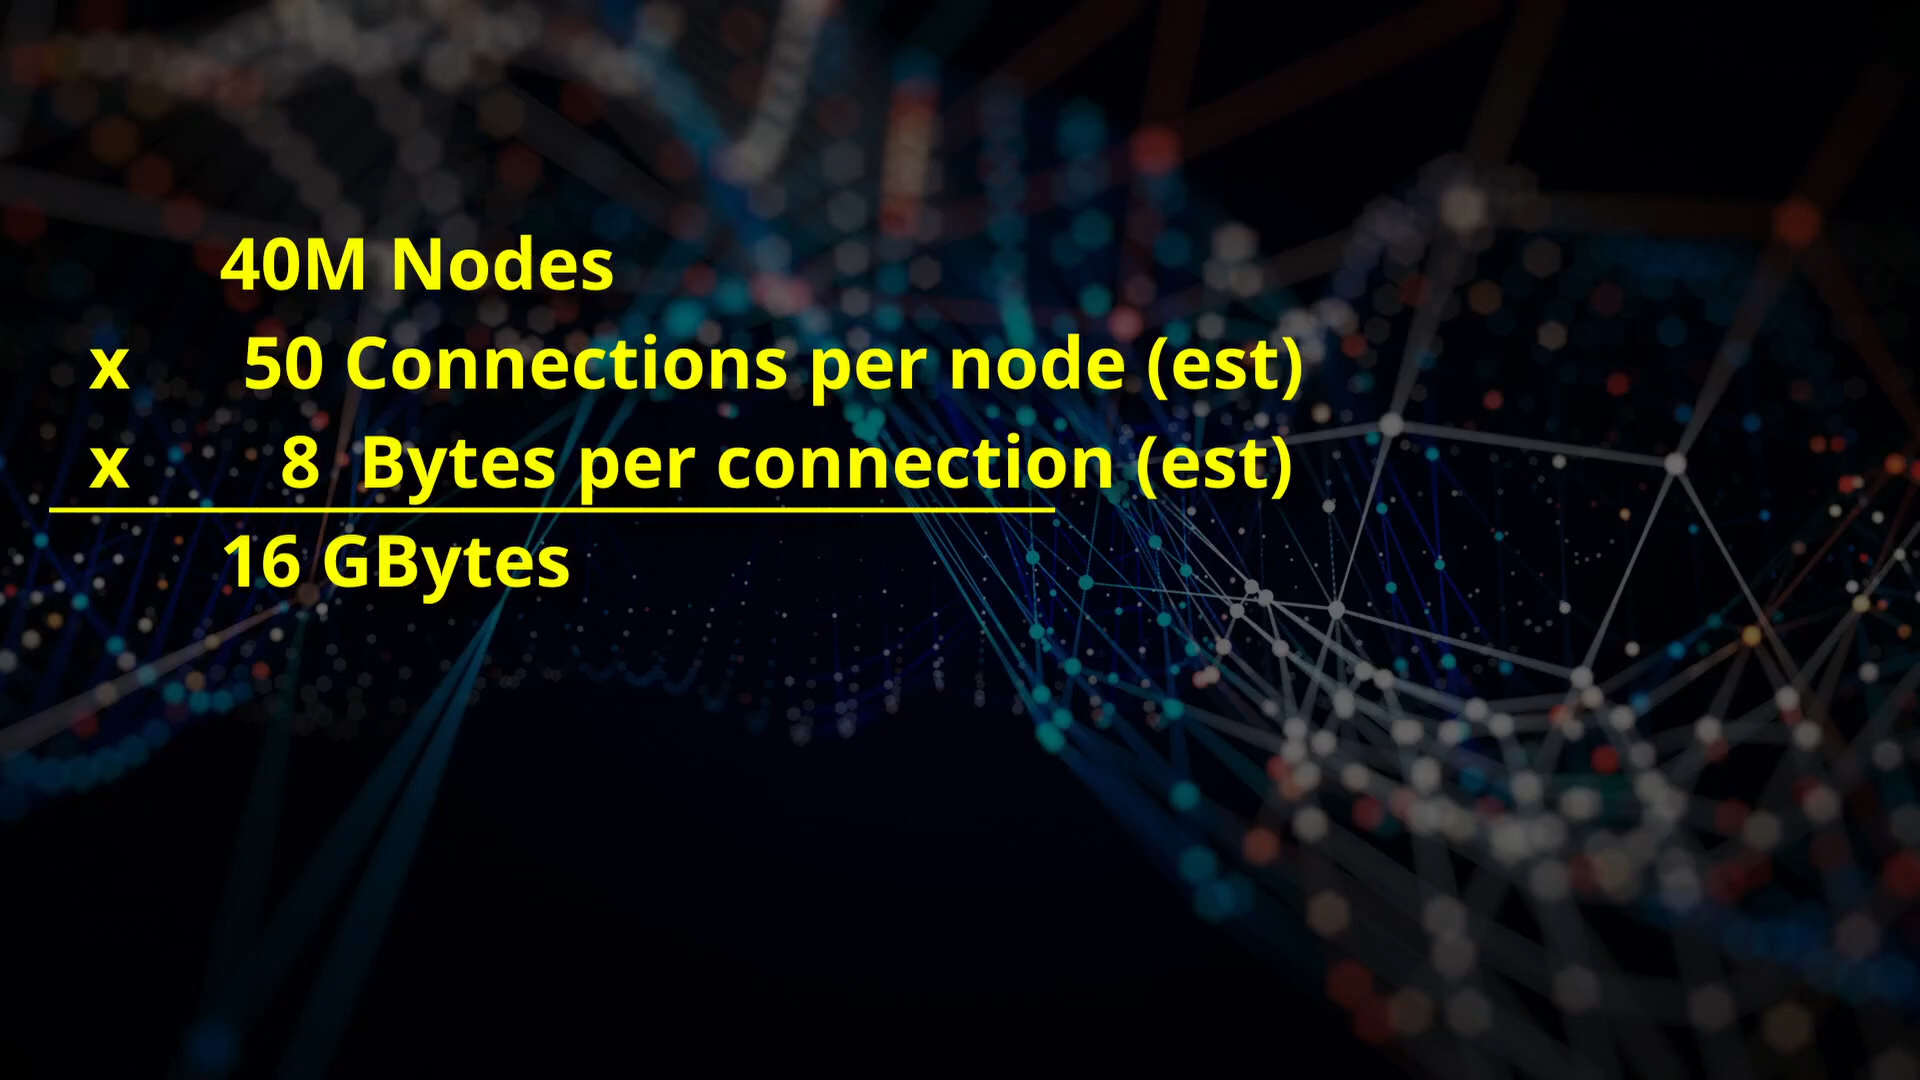 40M Nodes
x 50 Connections per node (est)
x 8 Bytes per connection (est)
16 GBytes